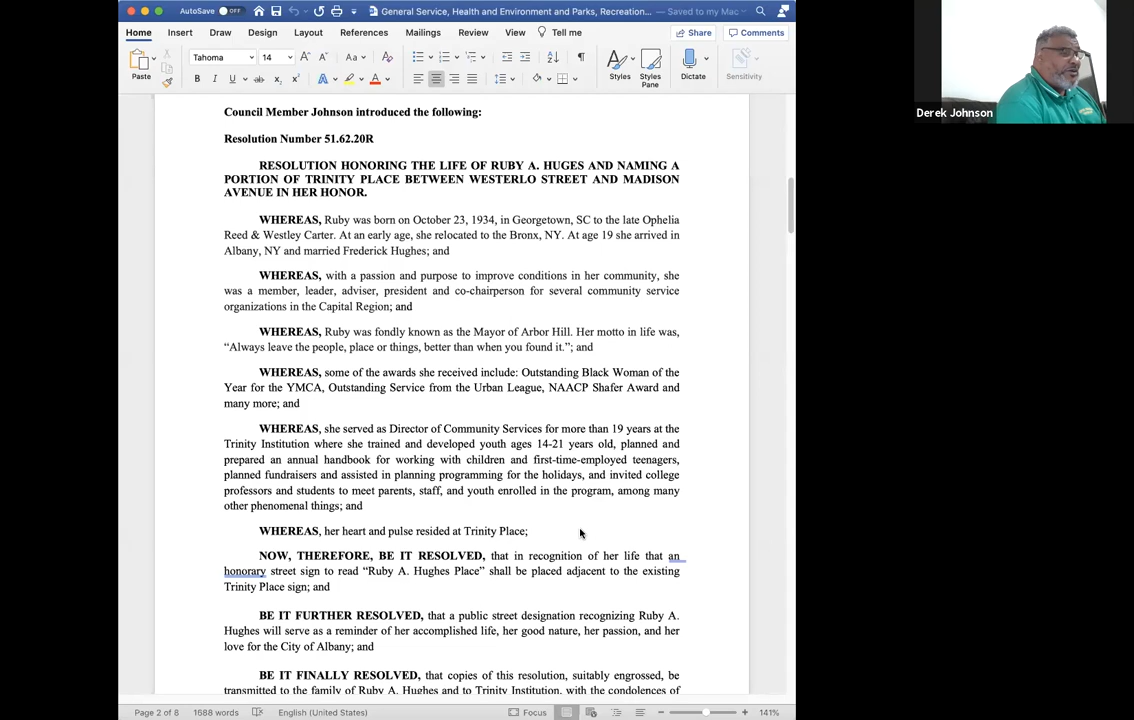 AutoSave OFF General Service, Health and Environment and Parks, Recreation... — Saved to my Mac
Home Insert Draw Design Layout References Mailings Review View Tell me Share Comments
Paste Tahoma 14 Styles Styles Pane Dictate Sensitivity
Council Member Johnson introduced the following:
Resolution Number 51.62.20R
RESOLUTION HONORING THE LIFE OF RUBY A. HUGES AND NAMING A
PORTION OF TRINITY PLACE BETWEEN WESTERLO STREET AND MADISON
AVENUE IN HER HONOR.
WHEREAS, Ruby was born on October 23, 1934, in Georgetown, SC to the late Ophelia
Reed & Westley Carter. At an early age, she relocated to the Bronx, NY. At age 19 she arrived in
Albany, NY and married Frederick Hughes; and
WHEREAS, with a passion and purpose to improve conditions in her community, she
was a member, leader, adviser, president and co-chairperson for several community service
organizations in the Capital Region; and
WHEREAS, Ruby was fondly known as the Mayor of Arbor Hill. Her motto in life was,
“Always leave the people, place or things, better than when you found it.”; and
WHEREAS, some of the awards she received include: Outstanding Black Woman of the
Year for the YMCA, Outstanding Service from the Urban League, NAACP Shafer Award and
many more; and
WHEREAS, she served as Director of Community Services for more than 19 years at the
Trinity Institution where she trained and developed youth ages 14-21 years old, planned and
prepared an annual handbook for working with children and first-time-employed teenagers,
planned fundraisers and assisted in planning programming for the holidays, and invited college
professors and students to meet parents, staff, and youth enrolled in the program, among many
other phenomenal things; and
WHEREAS, her heart and pulse resided at Trinity Place;
NOW, THEREFORE, BE IT RESOLVED, that in recognition of her life that an
honorary street sign to read “Ruby A. Hughes Place” shall be placed adjacent to the existing
Trinity Place sign; and
BE IT FURTHER RESOLVED, that a public street designation recognizing Ruby A.
Hughes will serve as a reminder of her accomplished life, her good nature, her passion, and her
love for the City of Albany; and
BE IT FINALLY RESOLVED, that copies of this resolution, suitably engrossed, be
transmitted to the family of Ruby A. Hughes and to Trinity Institution, with the condolences of
Page 2 of 8 1688 words English (United States) Focus 141%
Derek Johnson